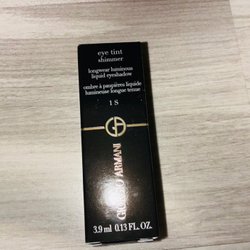 eye tint
shimmer
longwear luminous
liquid eyeshadow
ombre à paupières liquide
lumineuse longue tenue
1 S
GIORGIO ARMANI
3.9 ml 0.13 FL. OZ.